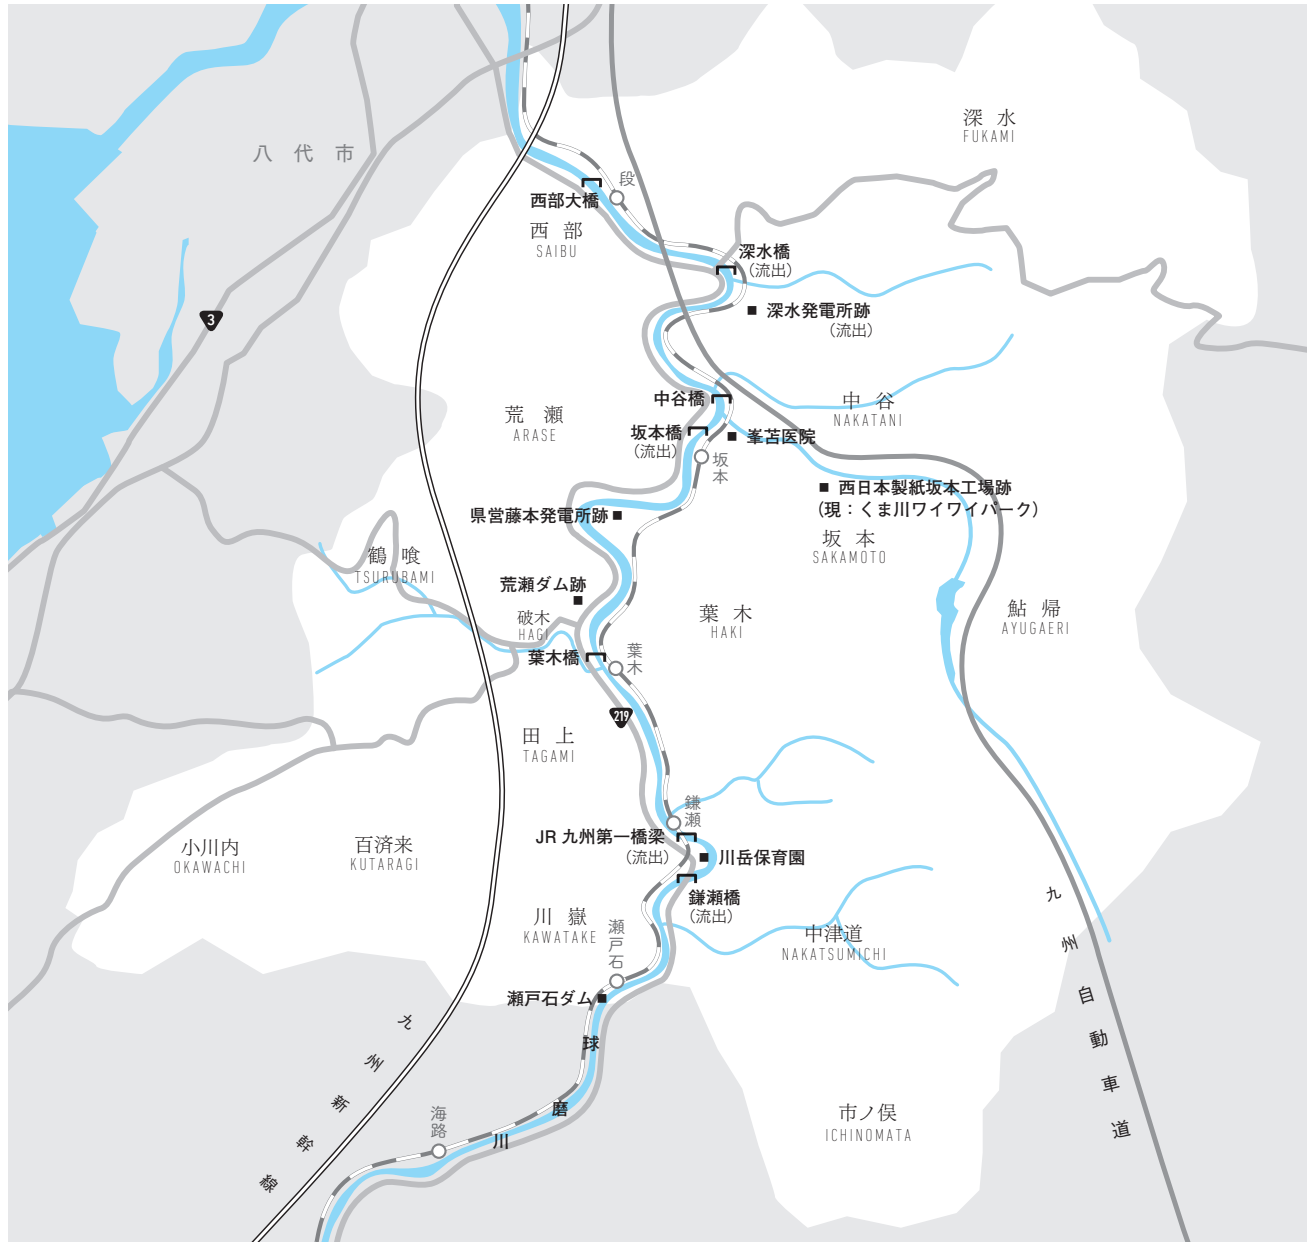 深水
FUKAMI
八代市
段
西部大橋
西部
SAIBU
深水橋
(流出)
深水発電所跡
(流出)
3
中谷橋
中谷
NAKATANI
荒瀬
ARASE
坂本橋
(流出)
峯苫医院
坂本
西日本製紙坂本工場跡
(現:くま川ワイワイパーク)
県営藤本発電所跡
坂本
SAKAMOTO
鶴喰
TSURUBAMI
荒瀬ダム跡
破木
HAGI
葉木
HAKI
鮎帰
AYUGAERI
葉木橋
葉木
219
田上
TAGAMI
鎌瀬
JR 九州第一橋梁
(流出)
川岳保育園
小川内
OKAWACHI
百済来
KUTARAGI
鎌瀬橋
(流出)
川嶽
KAWATAKE
瀬戸石
中津道
NAKATSUMICHI
九州自動車道
瀬戸石ダム
九州新幹線
球磨川
海路
市ノ俣
ICHINOMATA